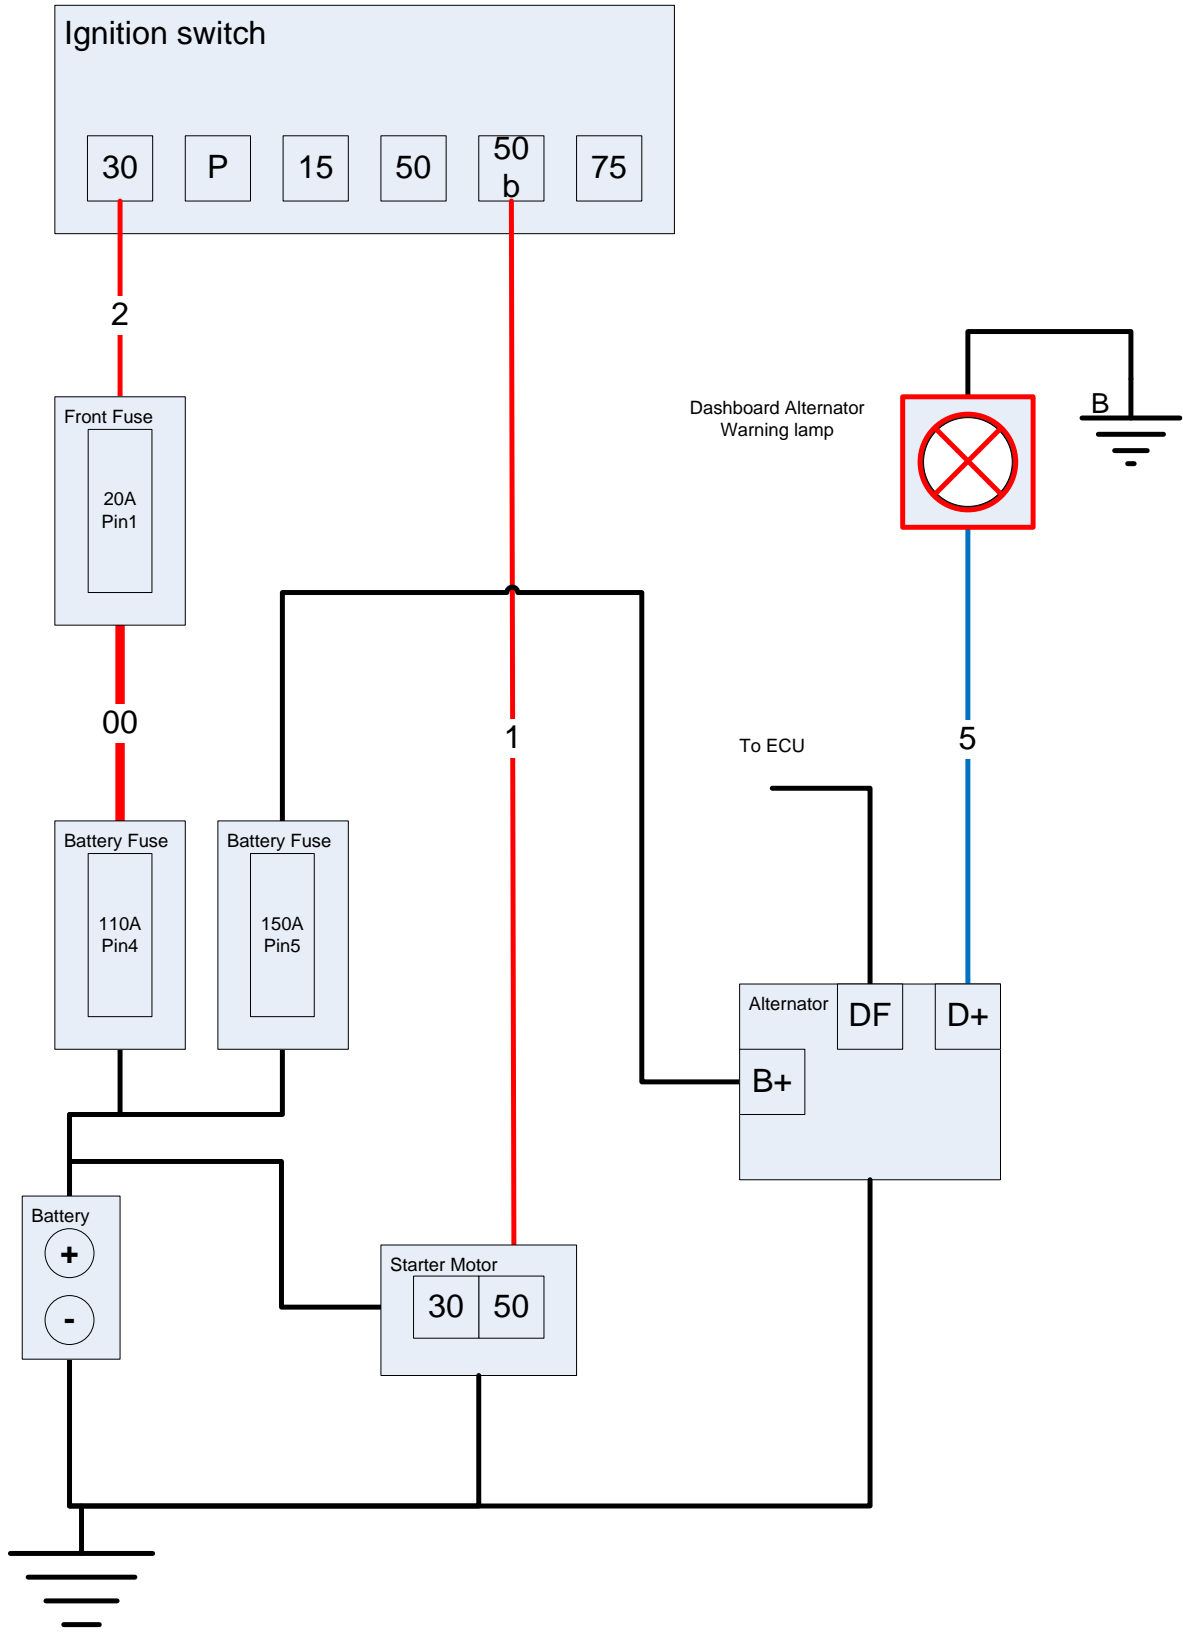 Ignition switch
30
P
15
50
50
b
75
2
Front Fuse
20A
Pin1
Dashboard Alternator
Warning lamp
B
00
1
To ECU
5
Battery Fuse
110A
Pin4
Battery Fuse
150A
Pin5
Alternator
DF
D+
B+
Battery
+
-
Starter Motor
30
50